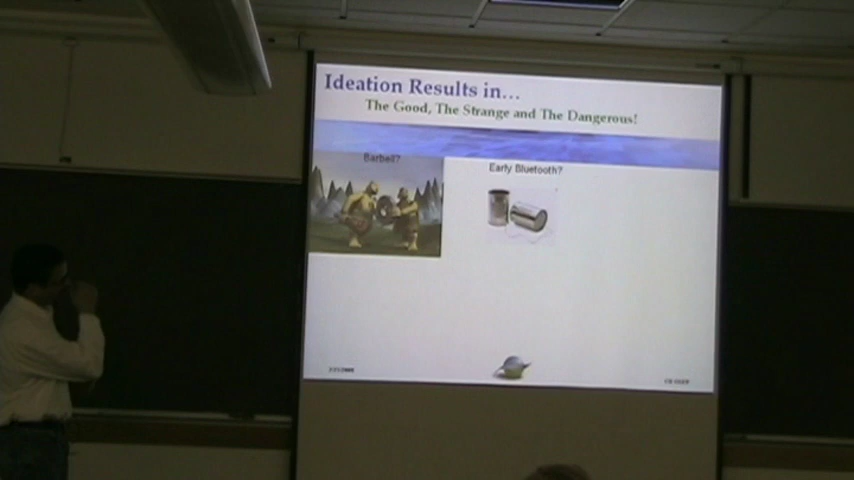 Ideation Results in...
The Good, The Strange and The Dangerous!
Barbell?
Early Bluetooth?